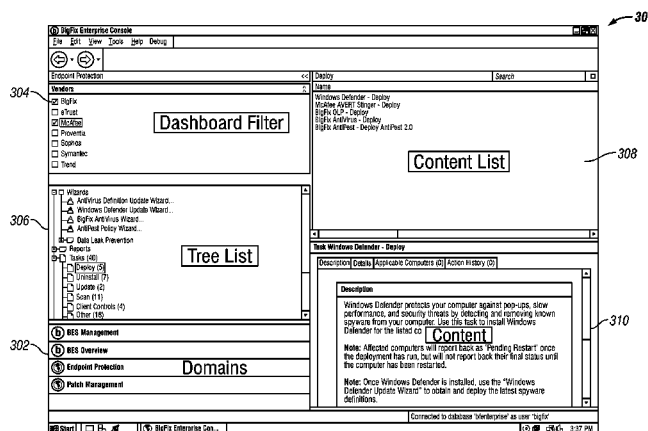 30
BigFix Enterprise Console
File Edit View Tools Help Debug
Endpoint Protection <<
Deploy Search
304
Vendors
BigFix
eTrust
McAfee
Proventia
Sophos
Symantec
Trend
Dashboard Filter
Name
Windows Defender - Deploy
McAfee AVERT Stinger - Deploy
BigFix DLP - Deploy
BigFix AntiVirus - Deploy
BigFix AntiPest - Deploy AntiPest 2.0
Content List
308
306
Wizards
AntiVirus Definition Update Wizard...
Windows Defender Update Wizard...
BigFix AntiVirus Wizard...
AntiPest Policy Wizard...
Data Leak Prevention
Reports
Tasks (40)
Deploy (5)
Uninstall (7)
Update (2)
Scan (11)
Client Controls (4)
Other (16)
Tree List
Task Windows Defender - Deploy
Description Details Applicable Computers (0) Action History (0)
Description
Windows Defender protects your computer against pop-ups, slow
performance, and security threats by detecting and removing known
spyware from your computer. Use this task to install Windows
Defender for the listed co
Content
310
Note: Affected computers will report back as 'Pending Restart' once
the deployment has run, but will not report back their final status until
the computer has been restarted.
Note: Once Windows Defender is installed, use the "Windows
Defender Update Wizard" to obtain and deploy the latest spyware
definitions.
302
BES Management
BES Overview
Endpoint Protection
Patch Management
Domains
Connected to database 'bfenterprise' as user 'bigfix'
Start
BigFix Enterprise Con...
3:37 PM